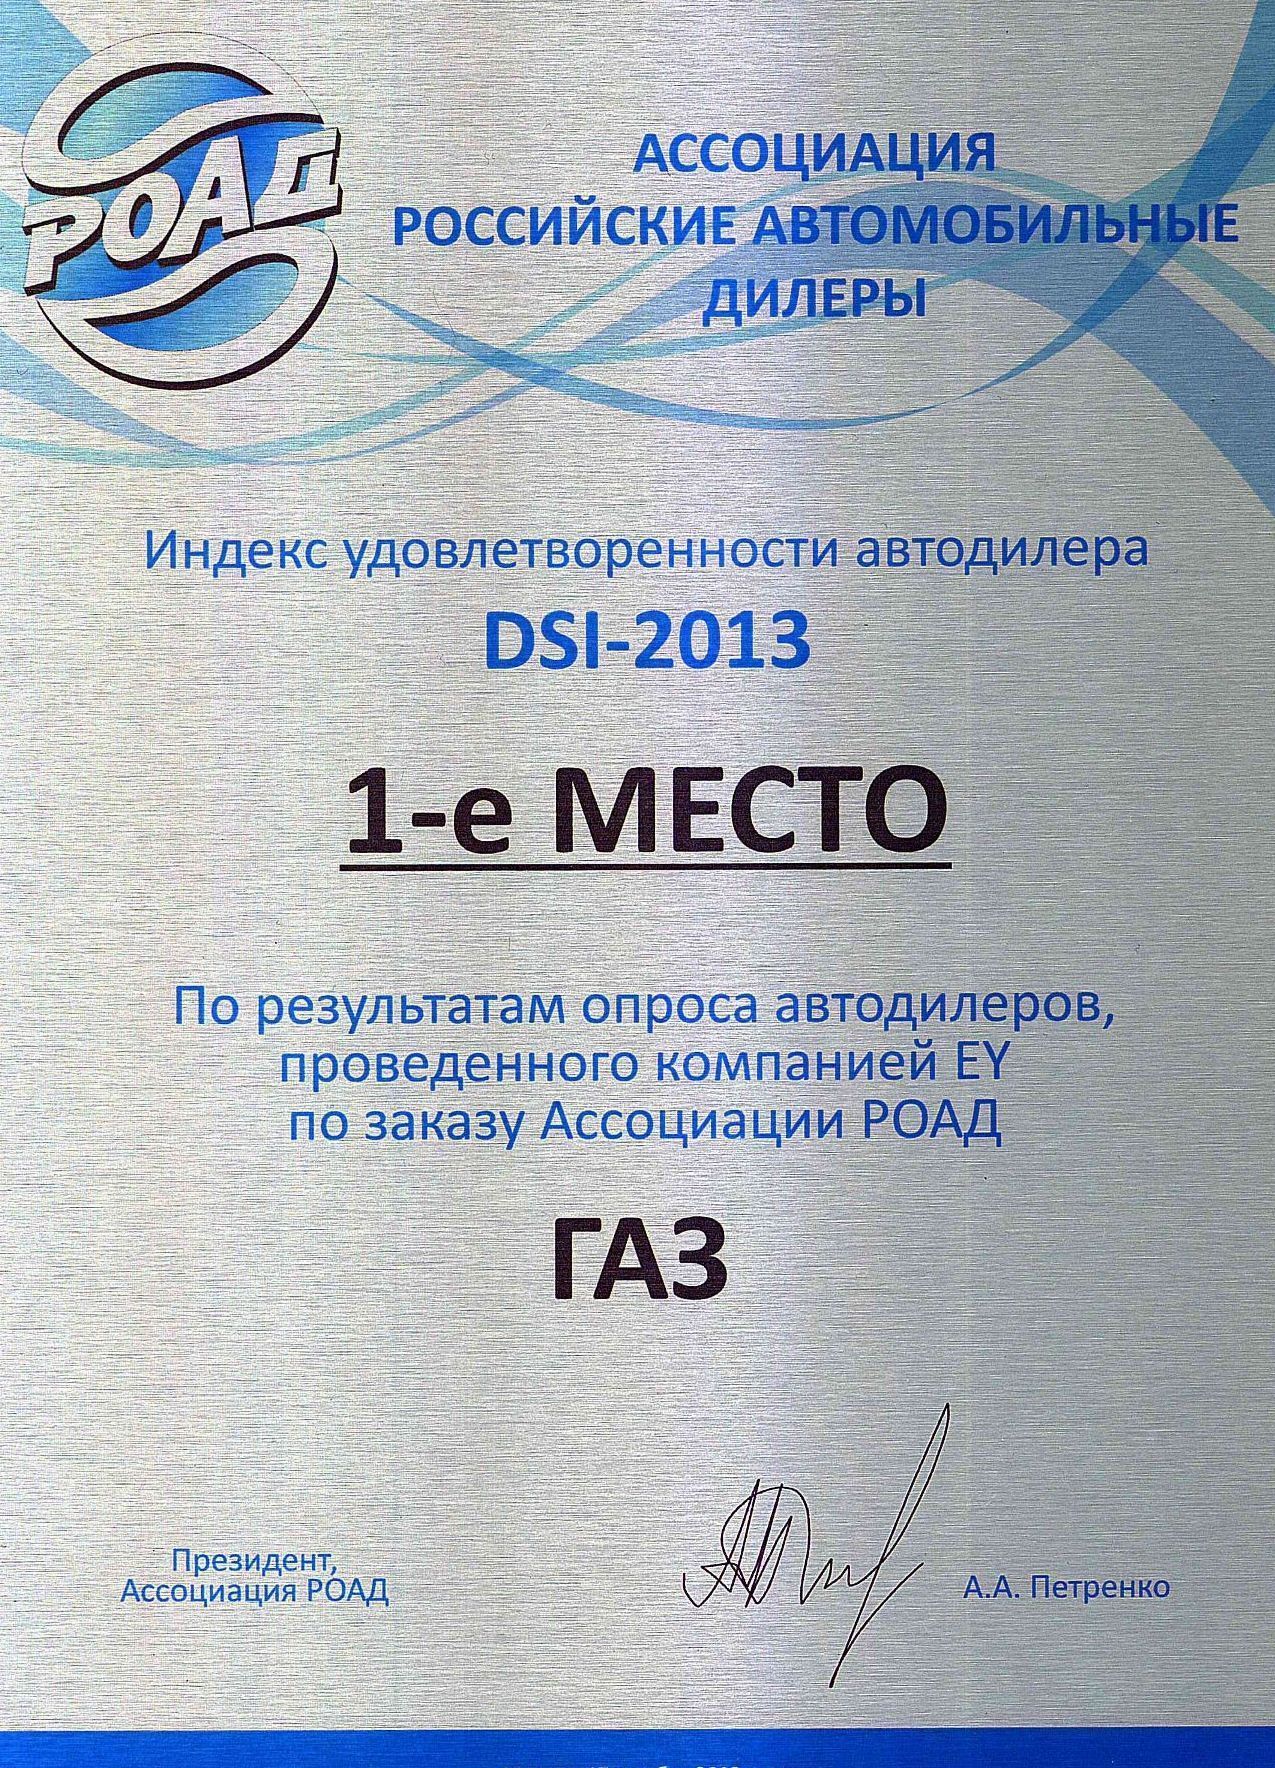 РОАД
АССОЦИАЦИЯ
РОССИЙСКИЕ АВТОМОБИЛЬНЫЕ
ДИЛЕРЫ
Индекс удовлетворенности автодилера
DSI-2013
1-е МЕСТО
По результатам опроса автодилеров,
проведенного компанией EY
по заказу Ассоциации РОАД
ГАЗ
Президент,
Ассоциация РОАД
А.А. Петренко